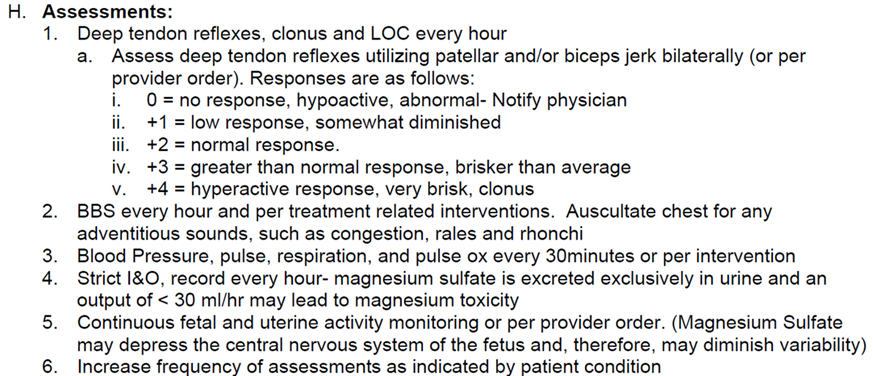 H. Assessments:
1. Deep tendon reflexes, clonus and LOC every hour
a. Assess deep tendon reflexes utilizing patellar and/or biceps jerk bilaterally (or per
provider order). Responses are as follows:
i. 0 = no response, hypoactive, abnormal- Notify physician
ii. +1 = low response, somewhat diminished
iii. +2 = normal response.
iv. +3 = greater than normal response, brisker than average
v. +4 = hyperactive response, very brisk, clonus
2. BBS every hour and per treatment related interventions.  Auscultate chest for any
adventitious sounds, such as congestion, rales and rhonchi
3. Blood Pressure, pulse, respiration, and pulse ox every 30minutes or per intervention
4. Strict I&O, record every hour- magnesium sulfate is excreted exclusively in urine and an
output of < 30 ml/hr may lead to magnesium toxicity
5. Continuous fetal and uterine activity monitoring or per provider order. (Magnesium Sulfate
may depress the central nervous system of the fetus and, therefore, may diminish variability)
6. Increase frequency of assessments as indicated by patient condition